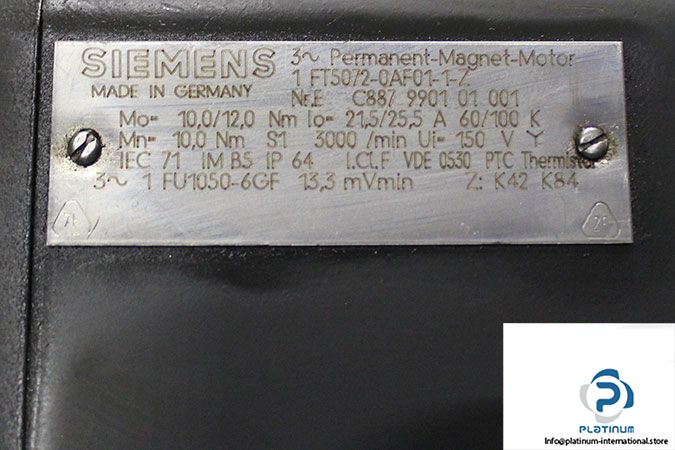 SIEMENS
3~ Permanent-Magnet-Motor
1 FT5072-0AF01-1-Z
MADE IN GERMANY
Nr.E C887 9901 01 001
Mo= 10,0/12,0 Nm Io= 21,5/25,5 A 60/100 K
Mn= 10,0 Nm S1 3000 /min Ui= 150 V Y
IEC 71 IM B5 IP 64 I.Cl.F VDE 0530 PTC Thermistor
3~ 1 FU1050-6GF 13,3 mVmin Z: K42 K84
2F
PLATINUM
Info@platinum-international.store